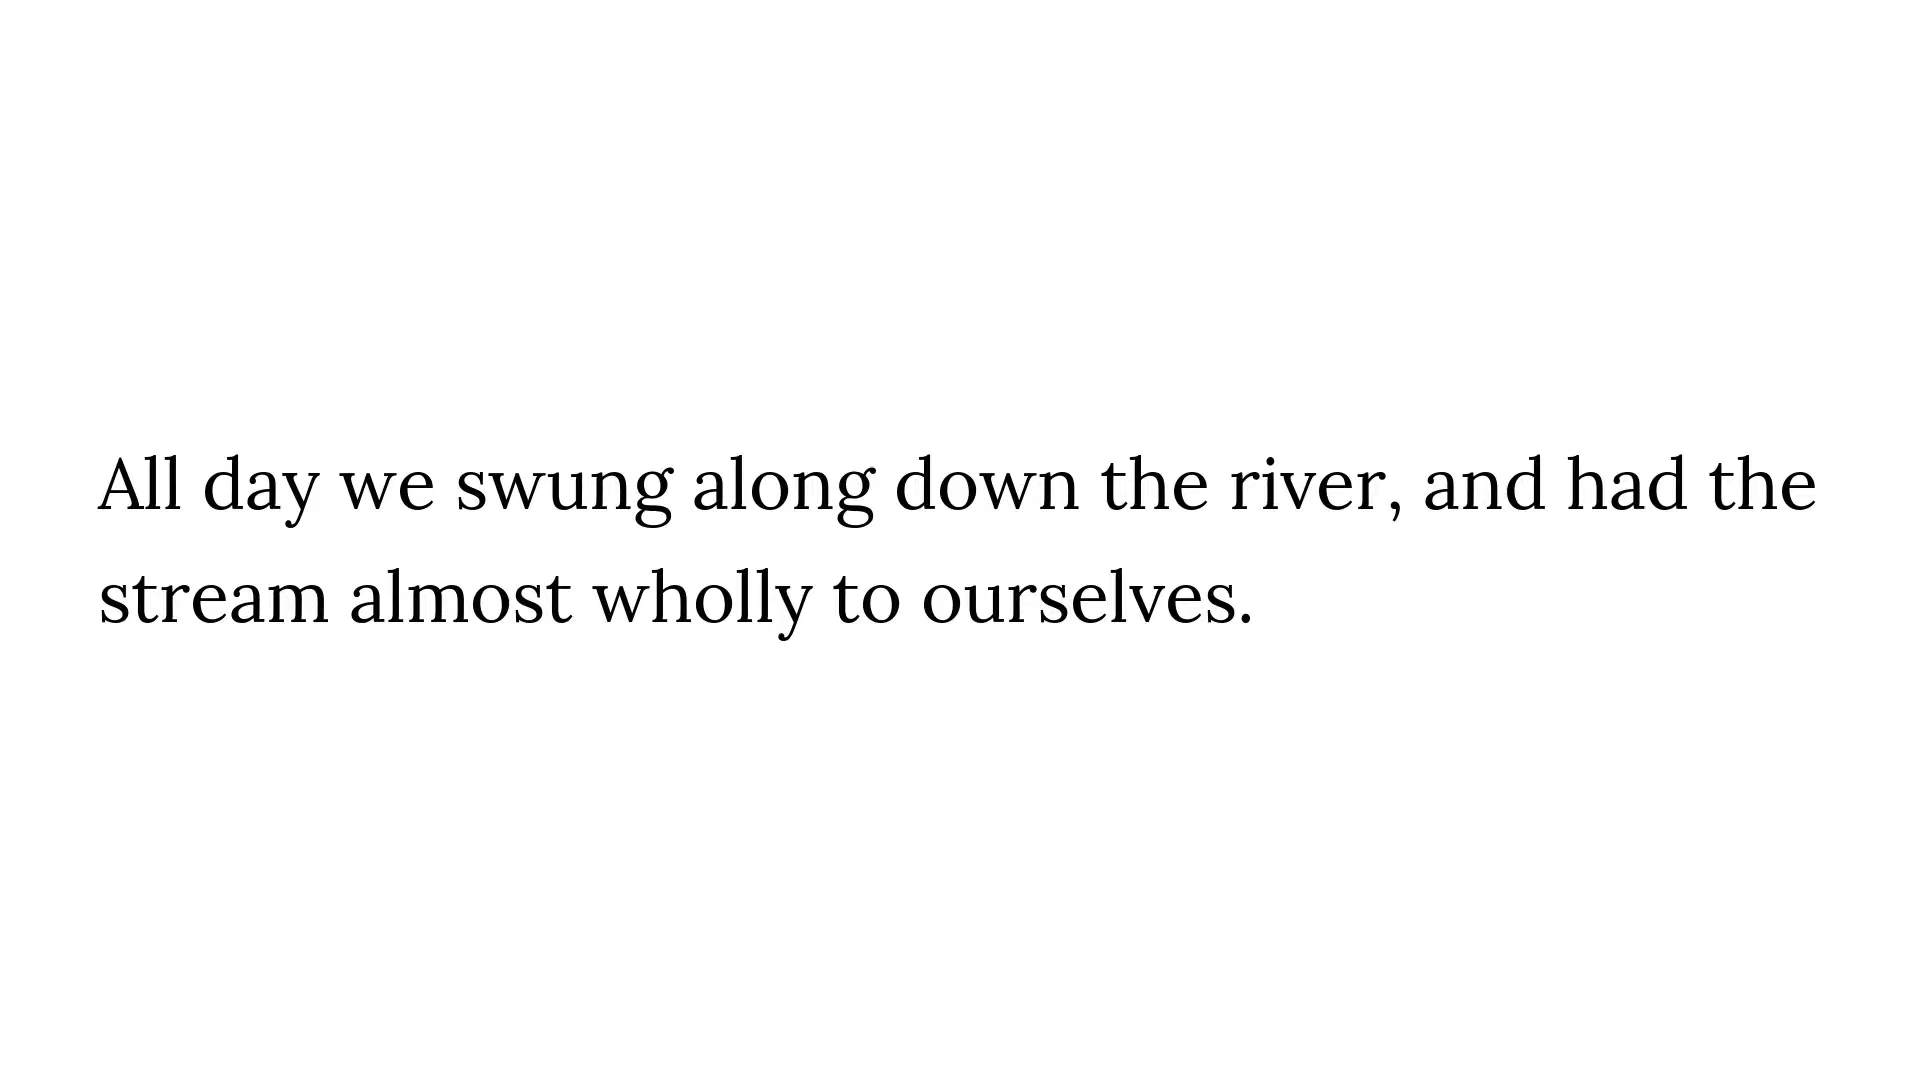 All day we swung along down the river, and had the
stream almost wholly to ourselves.